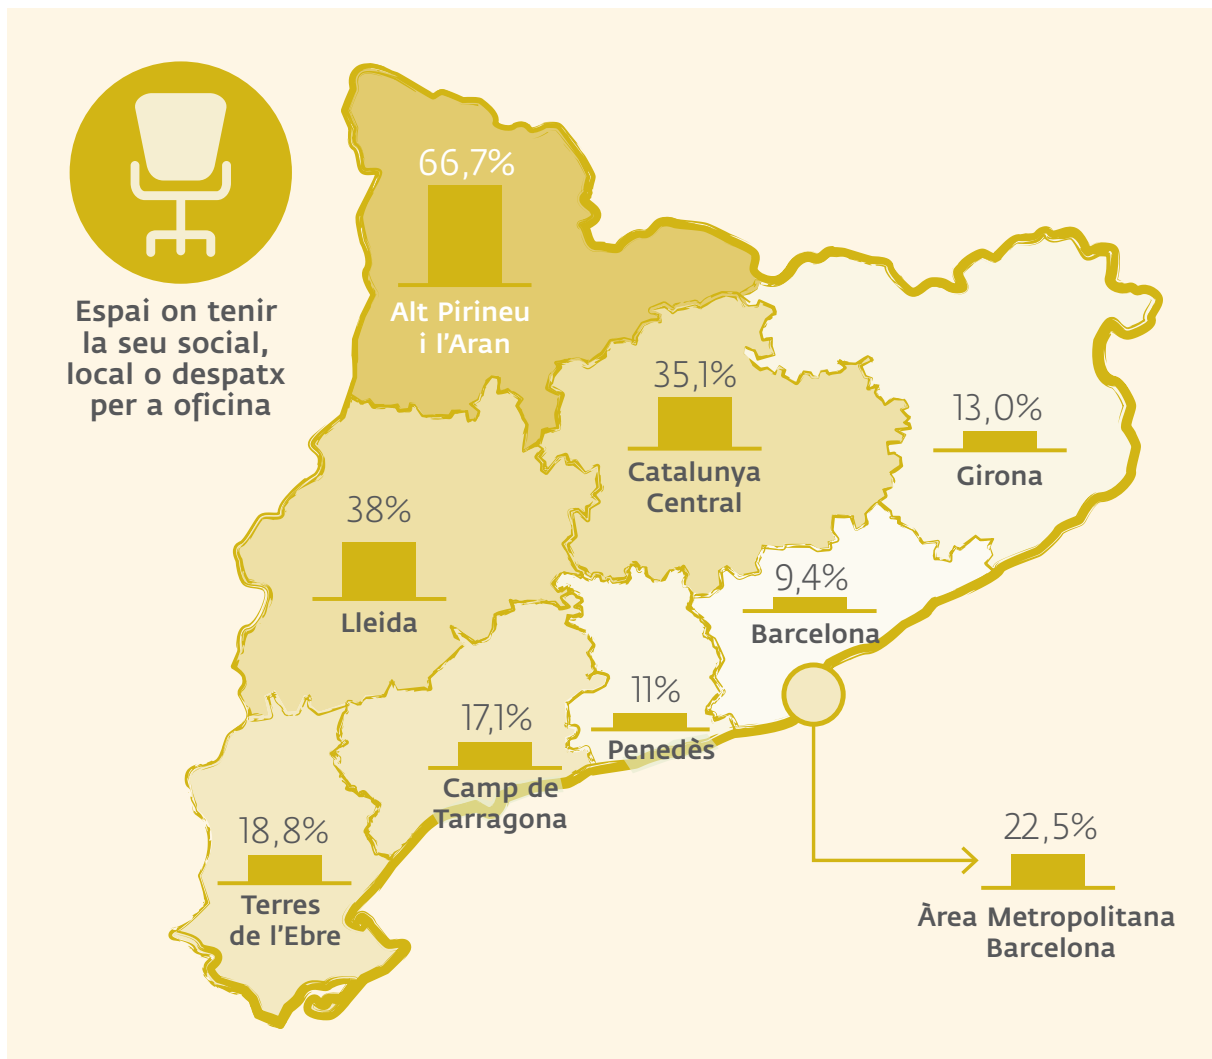 Espai on tenir
la seu social,
local o despatx
per a oficina
66,7%
Alt Pirineu
i l'Aran
35,1%
Catalunya
Central
13,0%
Girona
38%
Lleida
9,4%
Barcelona
11%
Penedès
17,1%
Camp de
Tarragona
18,8%
Terres
de l'Ebre
22,5%
Àrea Metropolitana
Barcelona